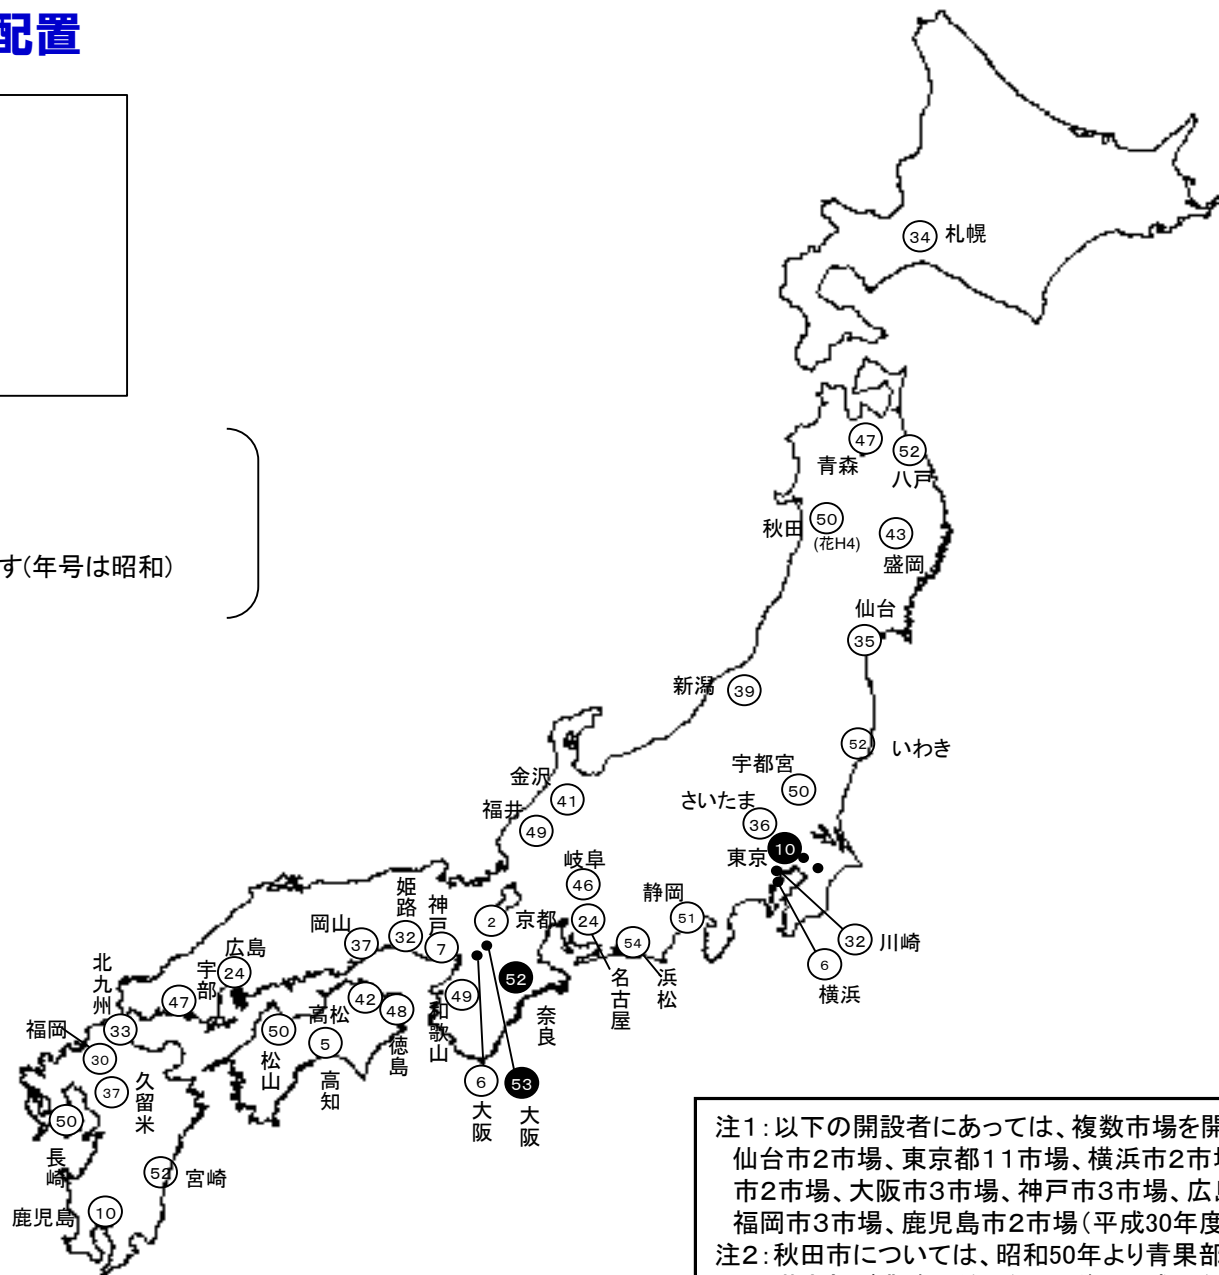 配置
す(年号は昭和)
34 札幌
47
青森
52
八戸
秋田
50
(花H4)
43
盛岡
仙台
35
新潟 39
52 いわき
宇都宮
50
さいたま
36
東京 10
金沢
41
福井
49
岐阜
46
静岡
51
24
名古屋
54
浜松
32 川崎
6
横浜
2 京都
姫路
32
神戸
7
岡山
37
広島
24
宇部
47
北九州
33
福岡
30
37
久留米
50
長崎
52 宮崎
鹿児島 10
50
松山
高松
42
5
高知
48
徳島
和歌山
49
52
奈良
6
大阪
53
大阪
注1:以下の開設者にあっては、複数市場を開
仙台市2市場、東京都11市場、横浜市2市場
市2市場、大阪市3市場、神戸市3市場、広島
福岡市3市場、鹿児島市2市場(平成30年度
注2:秋田市については、昭和50年より青果部